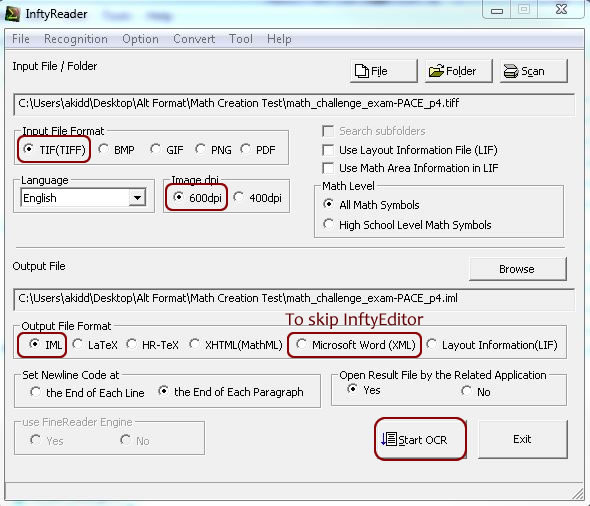 InftyReader
File Recognition Option Convert Tool Help
Input File / Folder
File Folder Scan
C:\Users\akidd\Desktop\Alt Format\Math Creation Test\math_challenge_exam-PACE_p4.tiff
Input File Format
TIF(TIFF) BMP GIF PNG PDF
Search subfolders
Use Layout Information File (LIF)
Use Math Area Information in LIF
Language
English
Image dpi
600dpi 400dpi
Math Level
All Math Symbols
High School Level Math Symbols
Output File
Browse
C:\Users\akidd\Desktop\Alt Format\Math Creation Test\math_challenge_exam-PACE_p4.iml
To skip InftyEditor
Output File Format
IML LaTeX HR-TeX XHTML(MathML) Microsoft Word (XML) Layout Information(LIF)
Set Newline Code at
the End of Each Line the End of Each Paragraph
Open Result File by the Related Application
Yes No
use FineReader Engine
Yes No
Start OCR
Exit